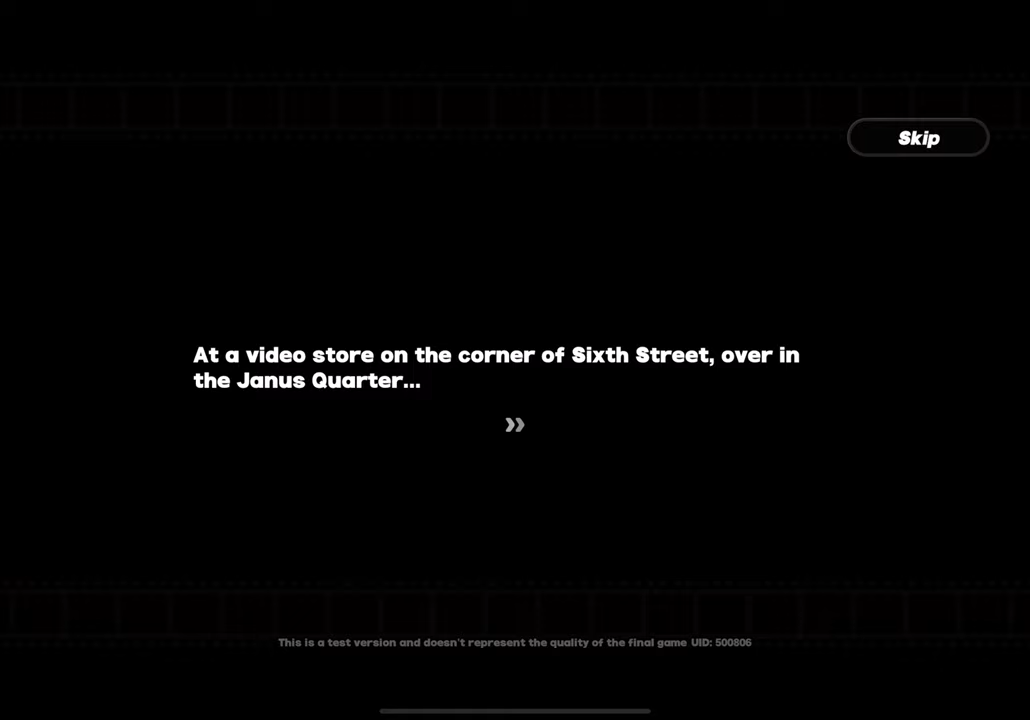 Skip
At a video store on the corner of Sixth Street, over in
the Janus Quarter...
This is a test version and doesn't represent the quality of the final game UID: 500806